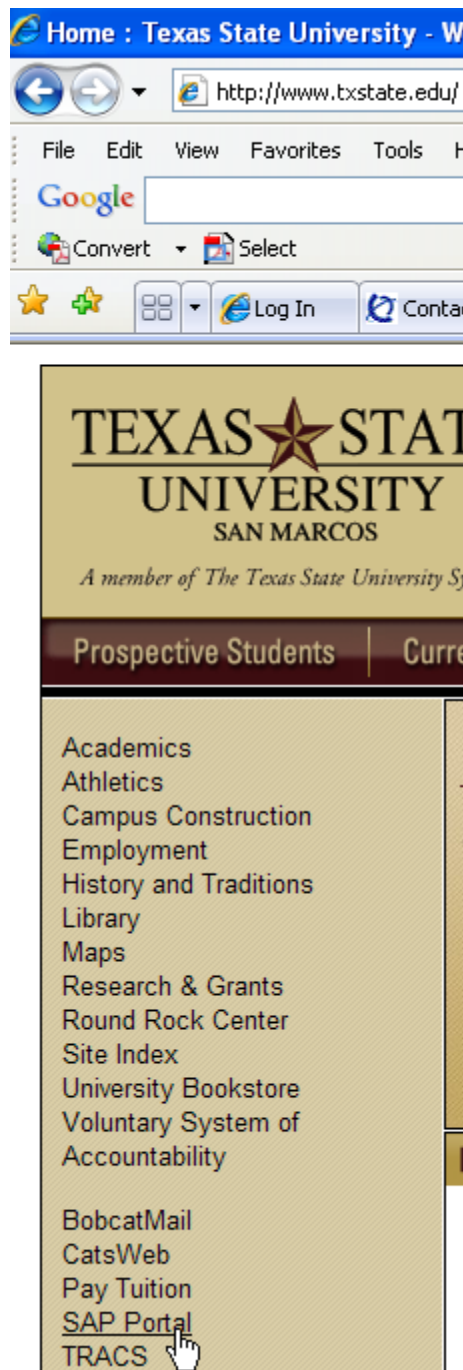 Home : Texas State University - W
http://www.txstate.edu/
File Edit View Favorites Tools H
Google
Convert Select
Log In Conta
TEXAS STAT
UNIVERSITY
SAN MARCOS
A member of The Texas State University Sy
Prospective Students Curre
Academics
Athletics
Campus Construction
Employment
History and Traditions
Library
Maps
Research & Grants
Round Rock Center
Site Index
University Bookstore
Voluntary System of
Accountability
BobcatMail
CatsWeb
Pay Tuition
SAP Portal
TRACS